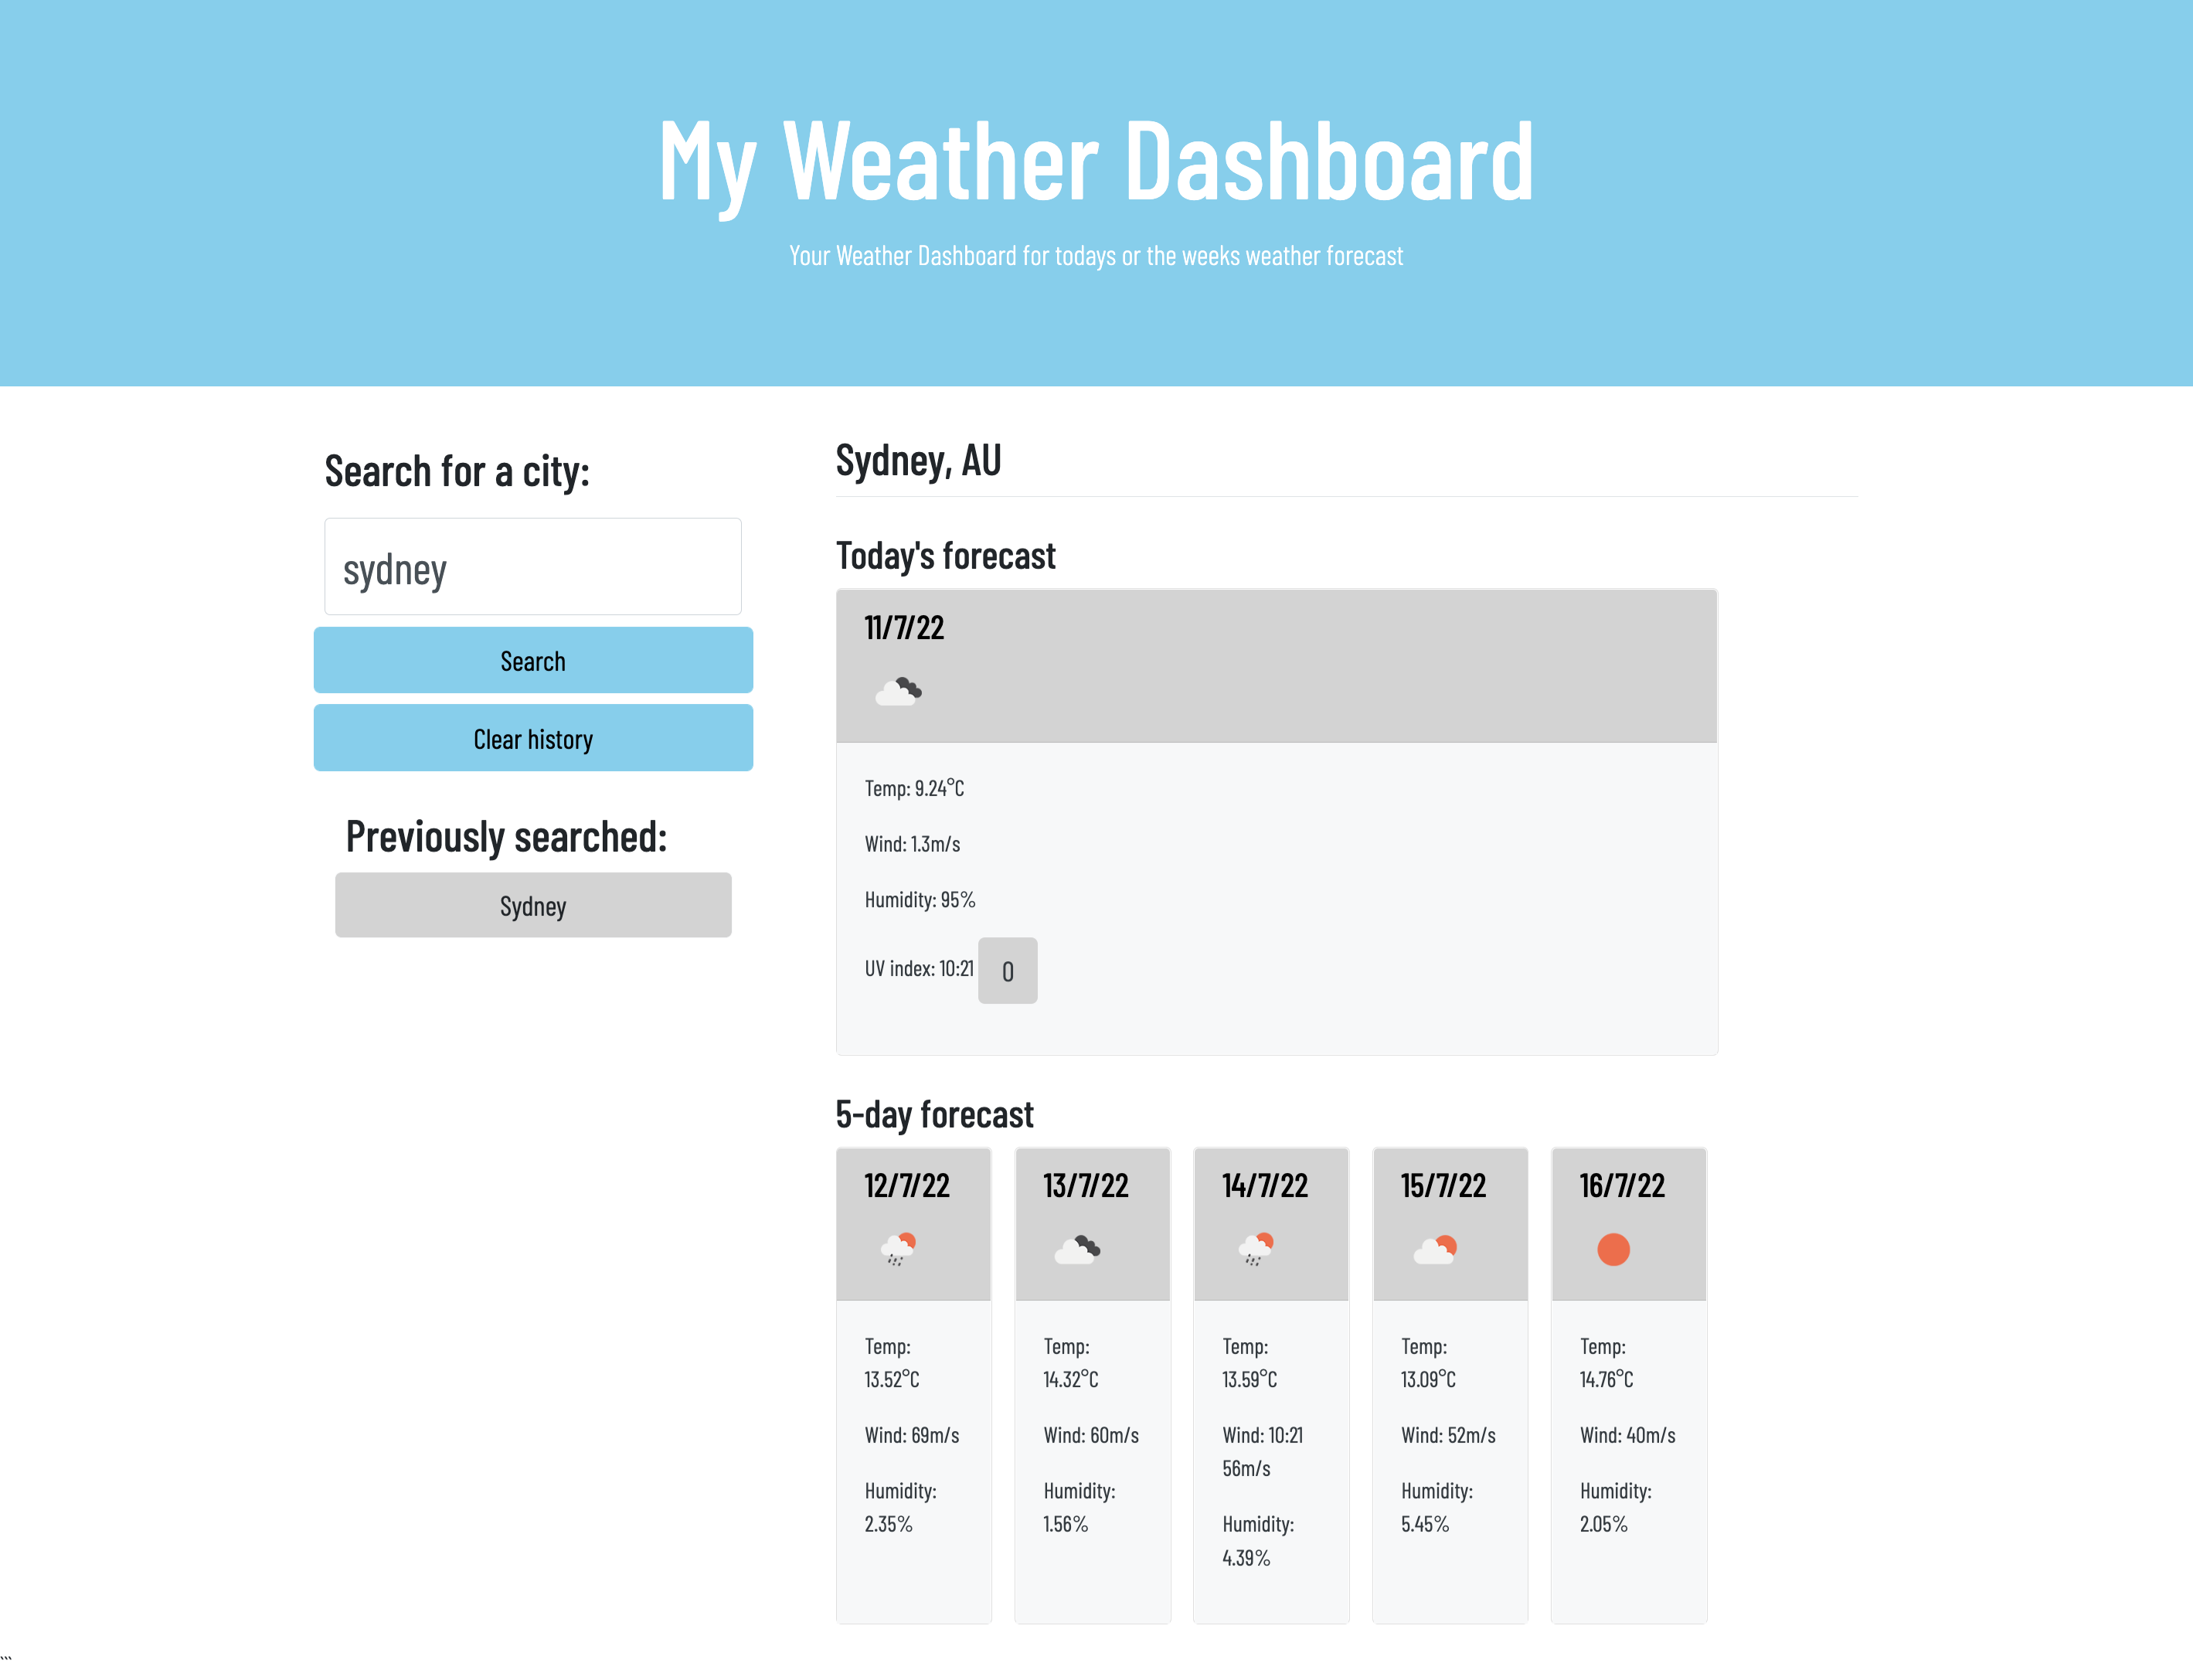 My Weather Dashboard
Your Weather Dashboard for todays or the weeks weather forecast
Search for a city:
sydney
Search
Clear history
Previously searched:
Sydney
Sydney, AU
Today's forecast
11/7/22
Temp: 9.24°C
Wind: 1.3m/s
Humidity: 95%
UV index: 10:21 0
5-day forecast
12/7/22
Temp:
13.52°C
Wind: 69m/s
Humidity:
2.35%
13/7/22
Temp:
14.32°C
Wind: 60m/s
Humidity:
1.56%
14/7/22
Temp:
13.59°C
Wind: 10:21
56m/s
Humidity:
4.39%
15/7/22
Temp:
13.09°C
Wind: 52m/s
Humidity:
5.45%
16/7/22
Temp:
14.76°C
Wind: 40m/s
Humidity:
2.05%
```